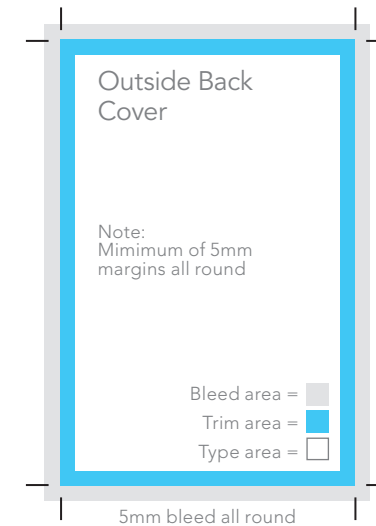 Outside Back
Cover
Note:
Mimimum of 5mm
margins all round
Bleed area =
Trim area =
Type area =
5mm bleed all round